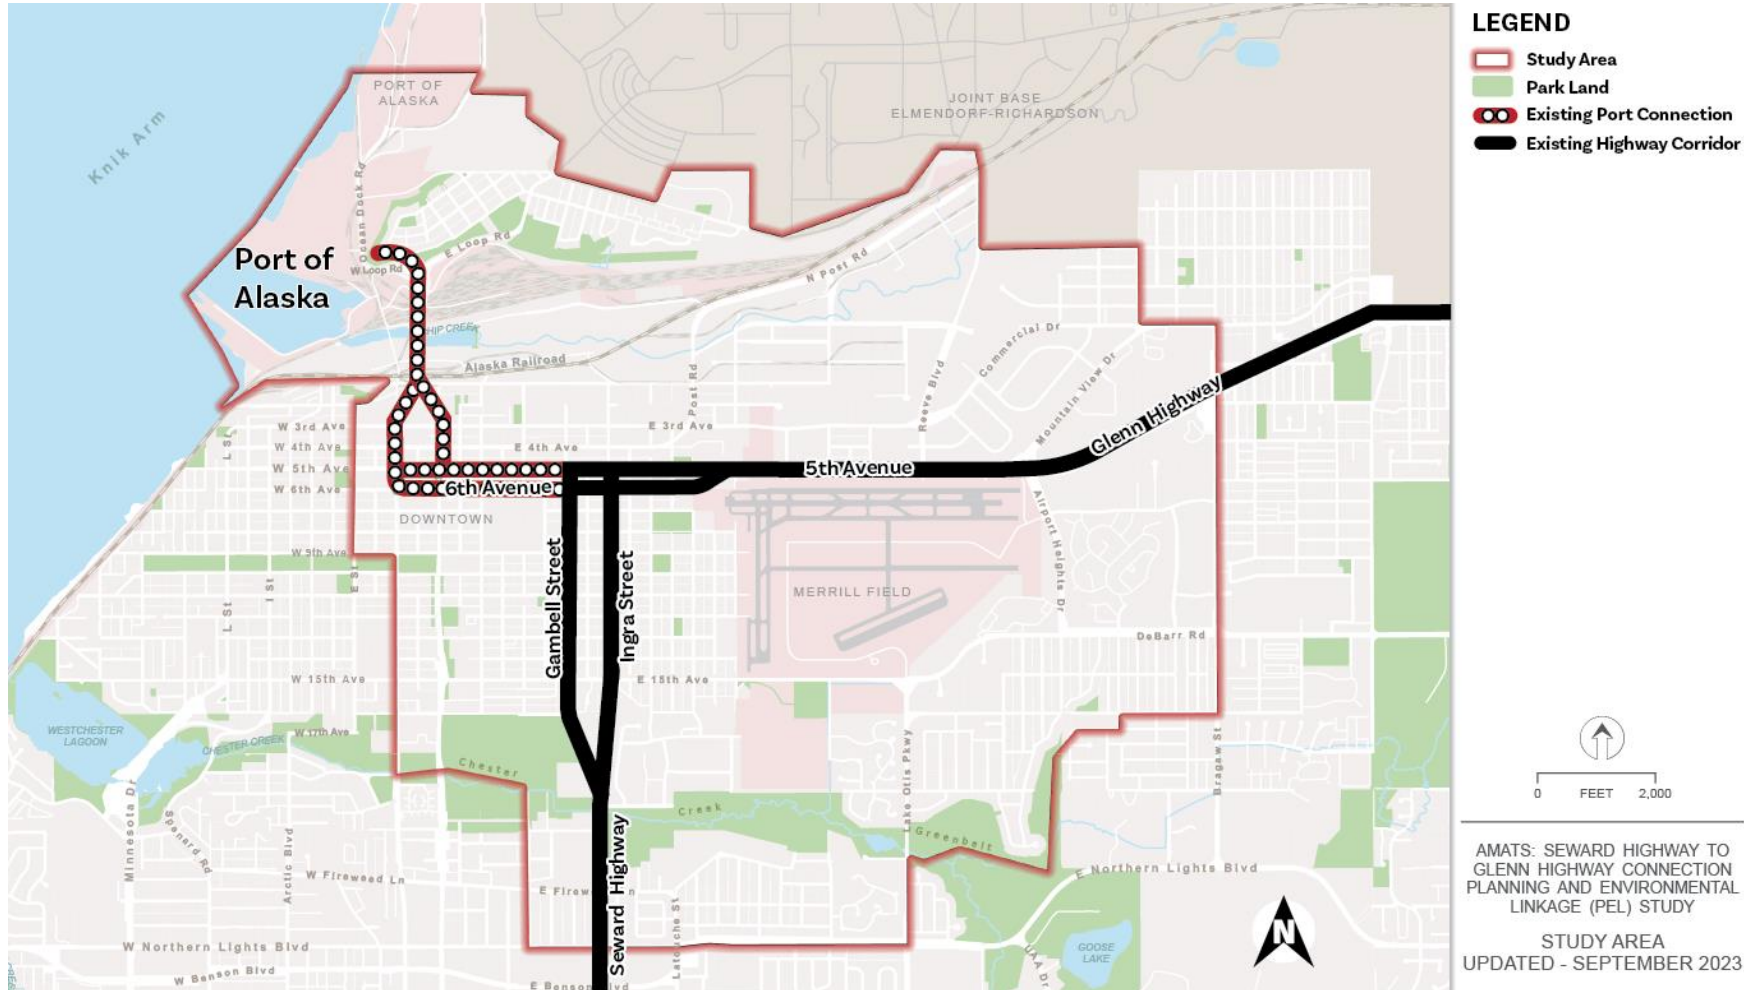 LEGEND
Study Area
Park Land
Existing Port Connection
Existing Highway Corridor
PORT OF
ALASKA
JOINT BASE
ELMENDORF-RICHARDSON
Knik Arm
Ocean Dock Rd
E Loop Rd
W Loop Rd
Port of
Alaska
N Post Rd
SHIP CREEK
Alaska Railroad
Commercial Dr
Mountain View Dr
Reeve Blvd
Post Rd
Glenn Highway
W 3rd Ave
E 3rd Ave
L St
W 4th Ave
E 4th Ave
W 5th Ave
5th Avenue
W 6th Ave
6th Avenue
DOWNTOWN
Airport Heights Dr
W 9th Ave
E St
I St
L St
Gambell Street
Ingra Street
MERRILL FIELD
DeBarr Rd
W 15th Ave
E 15th Ave
WESTCHESTER
LAGOON
CHESTER CREEK
W 17th Ave
Chester
Creek
Greenbelt
Lake Otis Pkwy
Bragaw St
Minnesota Dr
Spenard Rd
Arctic Blvd
W Fireweed Ln
E Firew
n
Seward Highway
Latouche St
E Northern Lights Blvd
W Northern Lights Blvd
W Benson Blvd
E Benson Blvd
UAA Dr
GOOSE
LAKE
N
0 FEET 2,000
AMATS: SEWARD HIGHWAY TO
GLENN HIGHWAY CONNECTION
PLANNING AND ENVIRONMENTAL
LINKAGE (PEL) STUDY
STUDY AREA
UPDATED - SEPTEMBER 2023